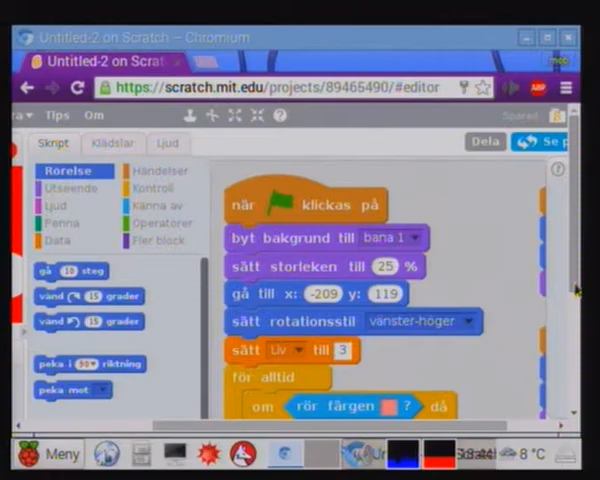 Untitled-2 on Scratch – Chromium
Untitled-2 on Scrat
https://scratch.mit.edu/projects/89465490/#editor
ABP
Tips Om
Sparad
Skript Klädslar Ljud
Dela Se p
Rörelse Händelser
Utseende Kontroll
Ljud Känna av
Penna Operatorer
Data Fler block
gå 10 steg
vänd 15 grader
vänd 15 grader
peka i 90 riktning
peka mot
när klickas på
byt bakgrund till bana 1
sätt storleken till 25 %
gå till x: -209 y: 119
sätt rotationsstil vänster-höger
sätt Liv till 3
för alltid
om rör färgen ? då
Meny
8 °C